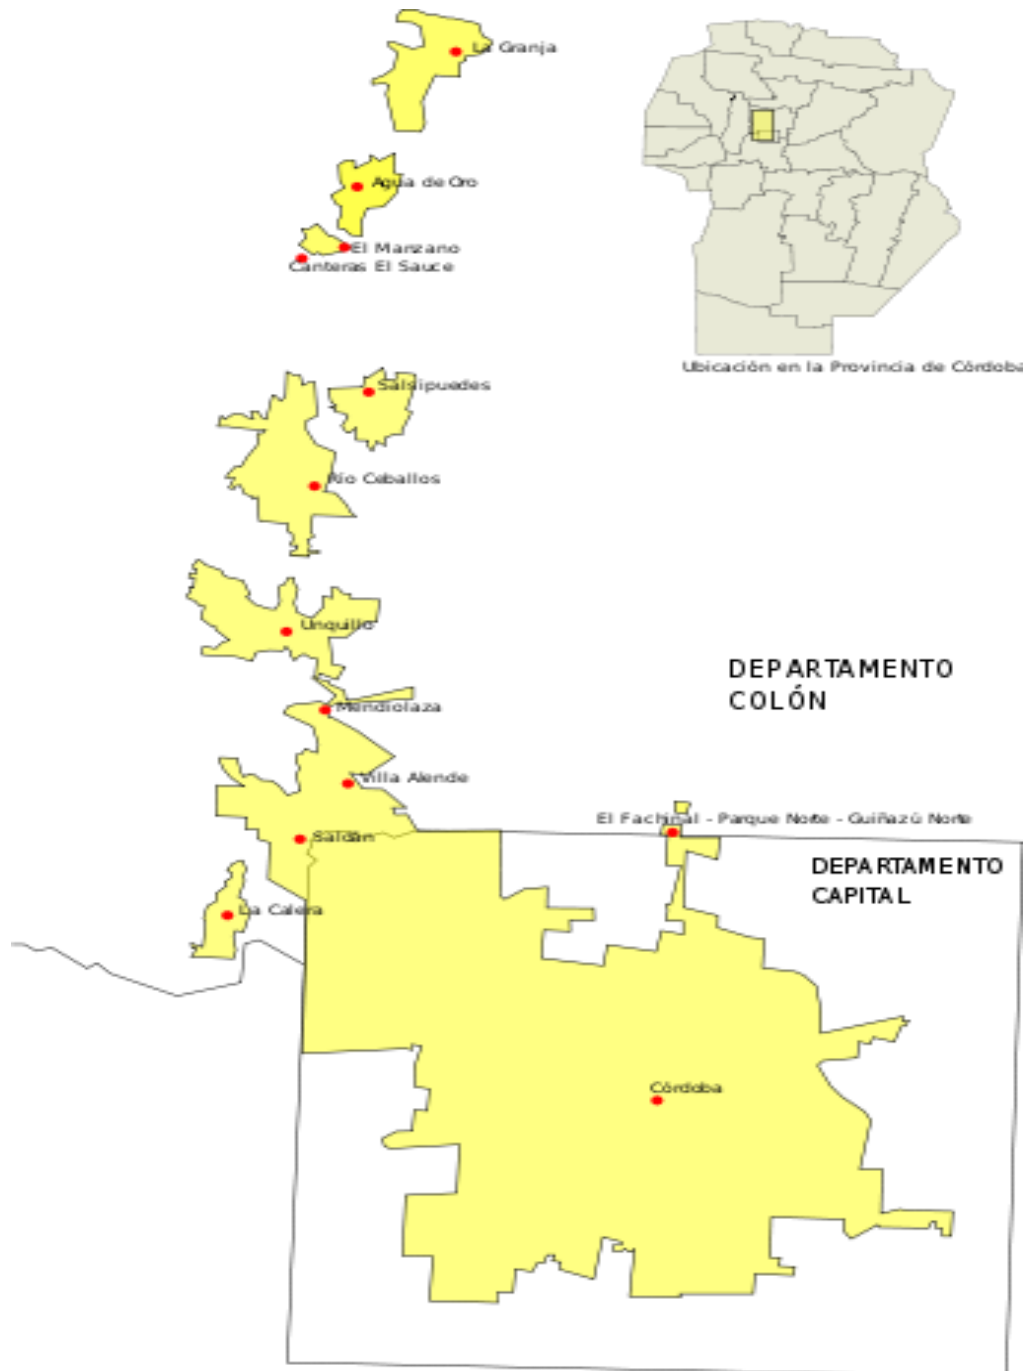 La Granja
Agua de Oro
El Manzano
Canteras El Sauce
Ubicación en la Provincia de Córdoba
Salsipuedes
Río Ceballos
Unquillo
DEPARTAMENTO
COLÓN
Mendiolaza
Villa Alende
El Fachinal - Parque Norte - Guiñazú Norte
Saldán
DEPARTAMENTO
CAPITAL
La Calera
Córdoba